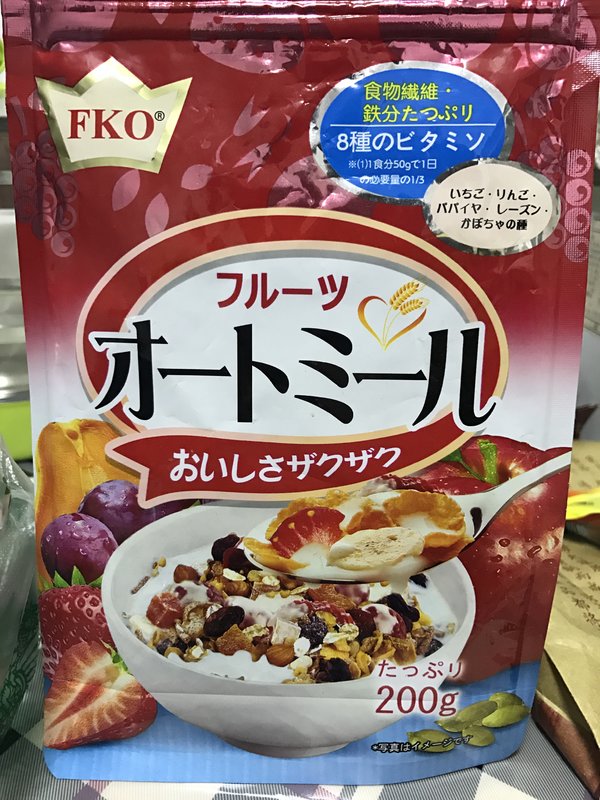 FKO®
食物繊維・
鉄分たっぷり
8種のビタミソ
※(1)1食分50gで1日
の必要量の1/3
いちご・りんご・
パパイヤ・レーズン・
かぼちゃの種
フルーツ
オートミール
おいしさザクザク
たっぷり
200g
*写真はイメージです